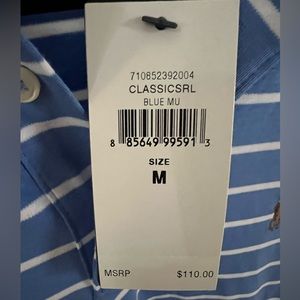 710852392004
CLASSICSRL
BLUE MU
8 85649 99591 3
SIZE
M
MSRP $110.00